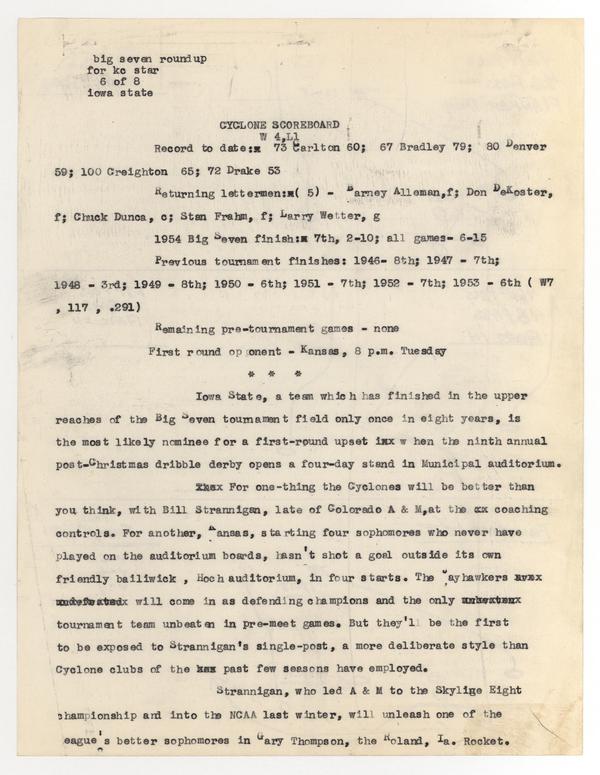 big seven roundup
for kc star
6 of 8
iowa state
CYCLONE SCOREBOARD
W 4,L1
Record to date:x 73 Carlton 60; 67 Bradley 79; 80 Denver
59; 100 Creighton 65; 72 Drake 53
Returning lettermen:x( 5) - Barney Alleman,f; Don DeKoster,
f; Chuck Dunca, c; Stan Frahm, f; Larry Wetter, g
1954 Big Seven finish:x 7th, 2-10; all games- 6-15
Previous tournament finishes: 1946- 8th; 1947 - 7th;
1948 - 3rd; 1949 - 8th; 1950 - 6th; 1951 - 7th; 1952 - 7th; 1953 - 6th ( W7
, 117 , .291)
Remaining pre-tournament games - none
First round opponent - Kansas, 8 p.m. Tuesday
* * *
Iowa State, a team which has finished in the upper
reaches of the Big Seven tournament field only once in eight years, is
the most likely nominee for a first-round upset inx w hen the ninth annual
post-Christmas dribble derby opens a four-day stand in Municipal auditorium.
For one-thing the Cyclones will be better than
you think, with Bill Strannigan, late of Colorado A & M,at the xx coaching
controls. For another, Kansas, starting four sophomores who never have
played on the auditorium boards, hasn't shot a goal outside its own
friendly bailiwick , Hoch auditorium, in four starts. The Jayhawkers
undefeatedx will come in as defending champions and the only unbeatenx
tournament team unbeaten in pre-meet games. But they'll be the first
to be exposed to Strannigan's single-post, a more deliberate style than
Cyclone clubs of the xxx past few seasons have employed.
Strannigan, who led A & M to the Skyline Eight
championship and into the NCAA last winter, will unleash one of the
league's better sophomores in Gary Thompson, the Roland, Ia. Rocket.